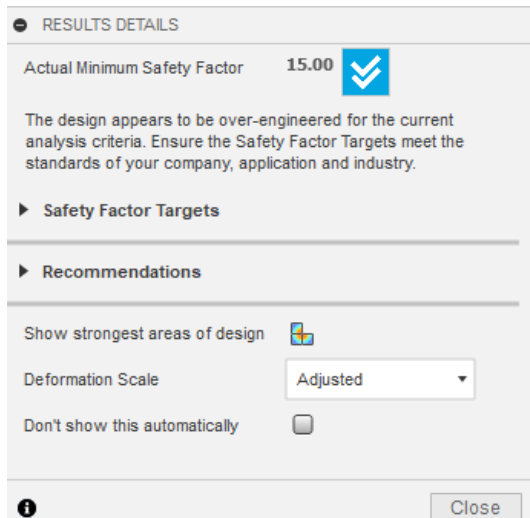 RESULTS DETAILS
Actual Minimum Safety Factor 15.00
The design appears to be over-engineered for the current
analysis criteria. Ensure the Safety Factor Targets meet the
standards of your company, application and industry.
Safety Factor Targets
Recommendations
Show strongest areas of design
Deformation Scale Adjusted
Don't show this automatically
Close